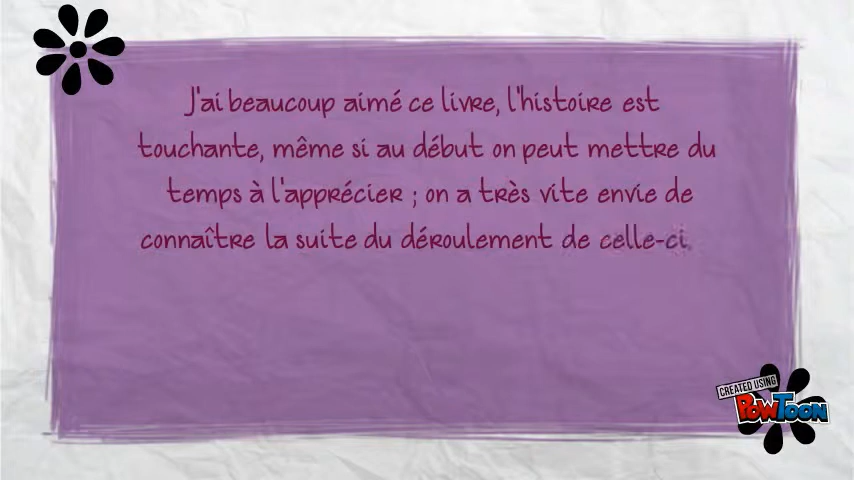 J'ai beaucoup aimé ce livre, l'histoire est
touchante, même si au début on peut mettre du
temps à l'apprécier ; on a très vite envie de
connaître la suite du déroulement de celle-ci.
CREATED USING
POWTOON